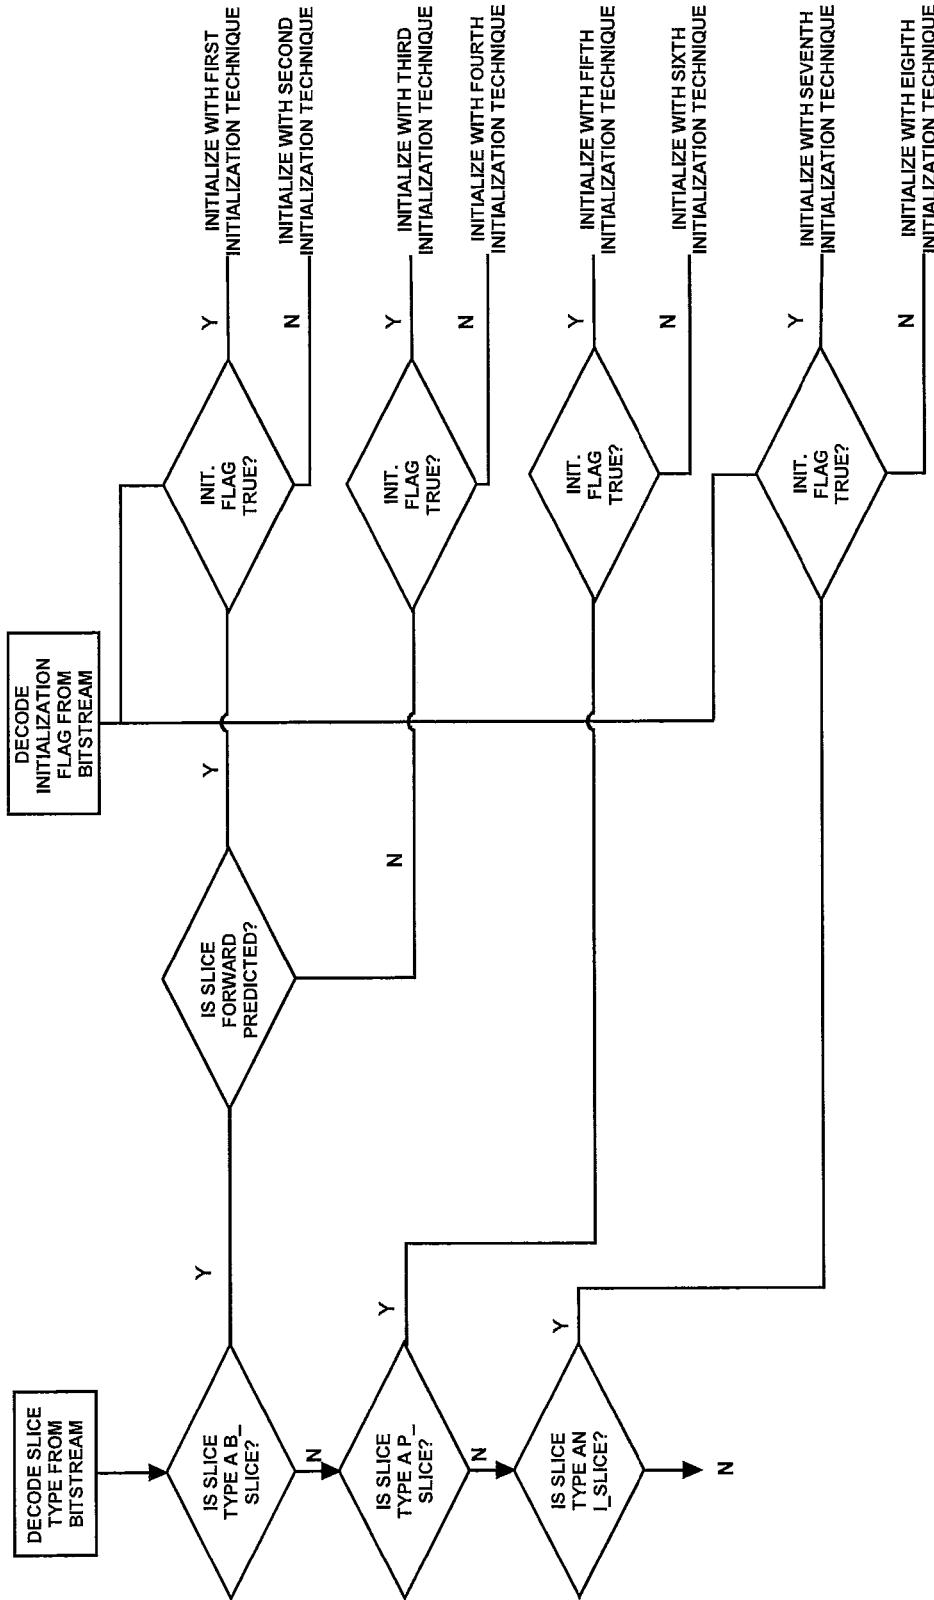 DECODE SLICE
TYPE FROM
BITSTREAM
IS SLICE
TYPE A B_
SLICE?
Y
N
IS SLICE
TYPE A P_
SLICE?
Y
N
IS SLICE
TYPE AN
I_SLICE?
Y
N
IS SLICE
FORWARD
PREDICTED?
Y
N
DECODE
INITIALIZATION
FLAG FROM
BITSTREAM
INIT.
FLAG
TRUE?
Y
N
INITIALIZE WITH FIRST
INITIALIZATION TECHNIQUE
INITIALIZE WITH SECOND
INITIALIZATION TECHNIQUE
INIT.
FLAG
TRUE?
Y
N
INITIALIZE WITH THIRD
INITIALIZATION TECHNIQUE
INITIALIZE WITH FOURTH
INITIALIZATION TECHNIQUE
INIT.
FLAG
TRUE?
Y
N
INITIALIZE WITH FIFTH
INITIALIZATION TECHNIQUE
INITIALIZE WITH SIXTH
INITIALIZATION TECHNIQUE
INIT.
FLAG
TRUE?
Y
N
INITIALIZE WITH SEVENTH
INITIALIZATION TECHNIQUE
INITIALIZE WITH EIGHTH
INITIALIZATION TECHNIQUE